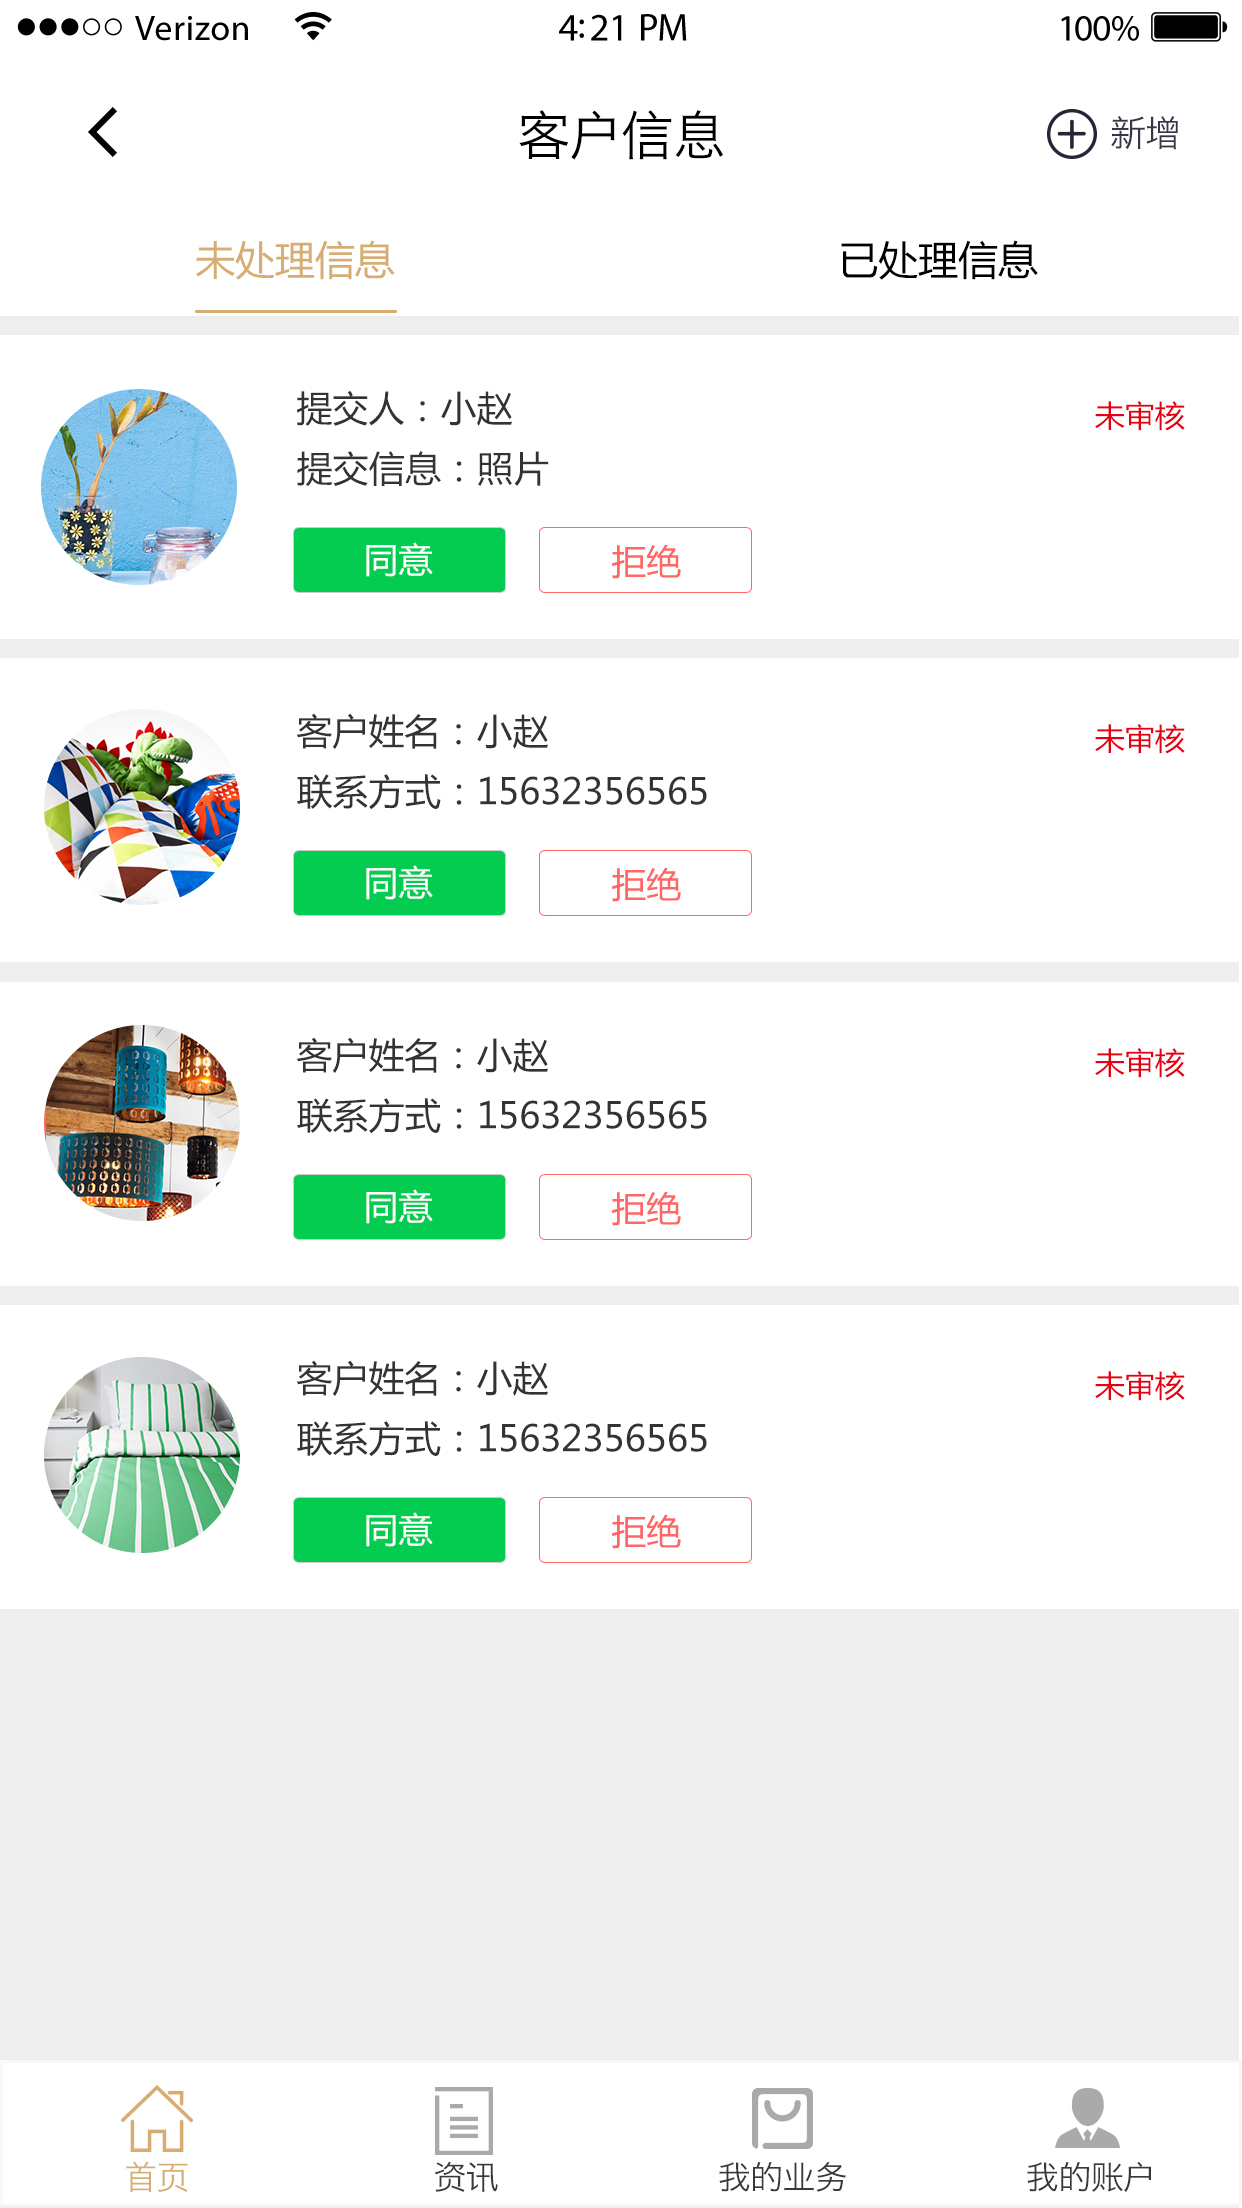 Verizon 4:21 PM 100%
客户信息 新增
未处理信息 已处理信息
提交人：小赵 未审核
提交信息：照片
同意 拒绝
客户姓名：小赵 未审核
联系方式：15632356565
同意 拒绝
客户姓名：小赵 未审核
联系方式：15632356565
同意 拒绝
客户姓名：小赵 未审核
联系方式：15632356565
同意 拒绝
首页 资讯 我的业务 我的账户